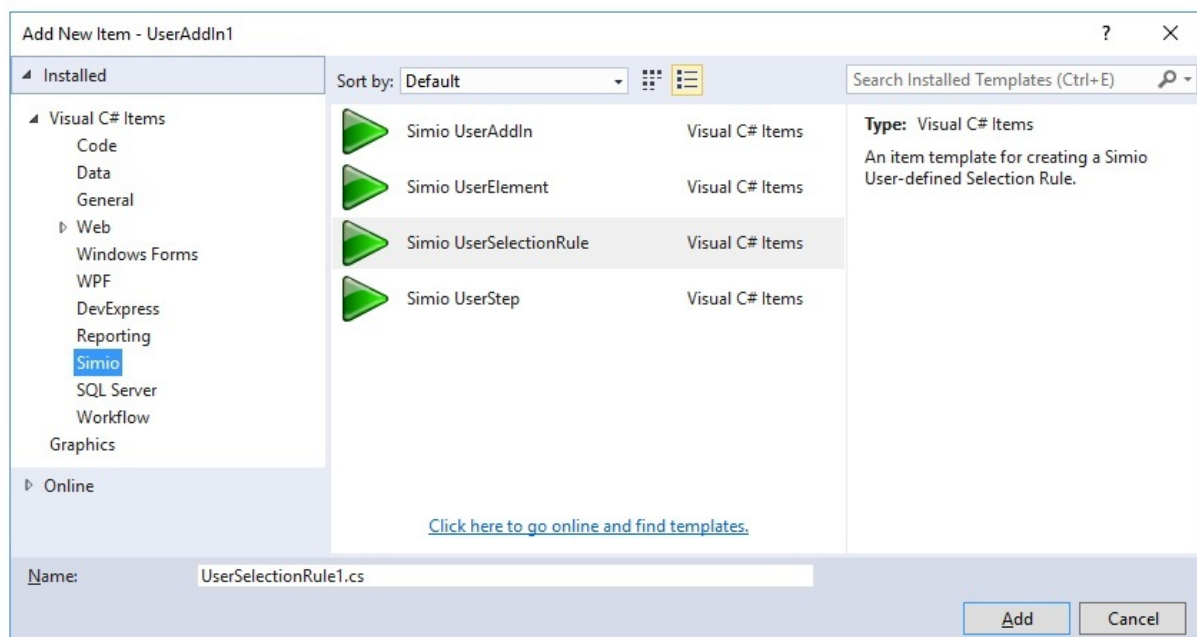 Add New Item - UserAddIn1
?
Installed
Sort by: Default
Search Installed Templates (Ctrl+E)
Visual C# Items
Code
Data
General
Web
Windows Forms
WPF
DevExpress
Reporting
Simio
SQL Server
Workflow
Graphics
Online
Simio UserAddIn Visual C# Items
Simio UserElement Visual C# Items
Simio UserSelectionRule Visual C# Items
Simio UserStep Visual C# Items
Click here to go online and find templates.
Type: Visual C# Items
An item template for creating a Simio
User-defined Selection Rule.
Name: UserSelectionRule1.cs
Add Cancel